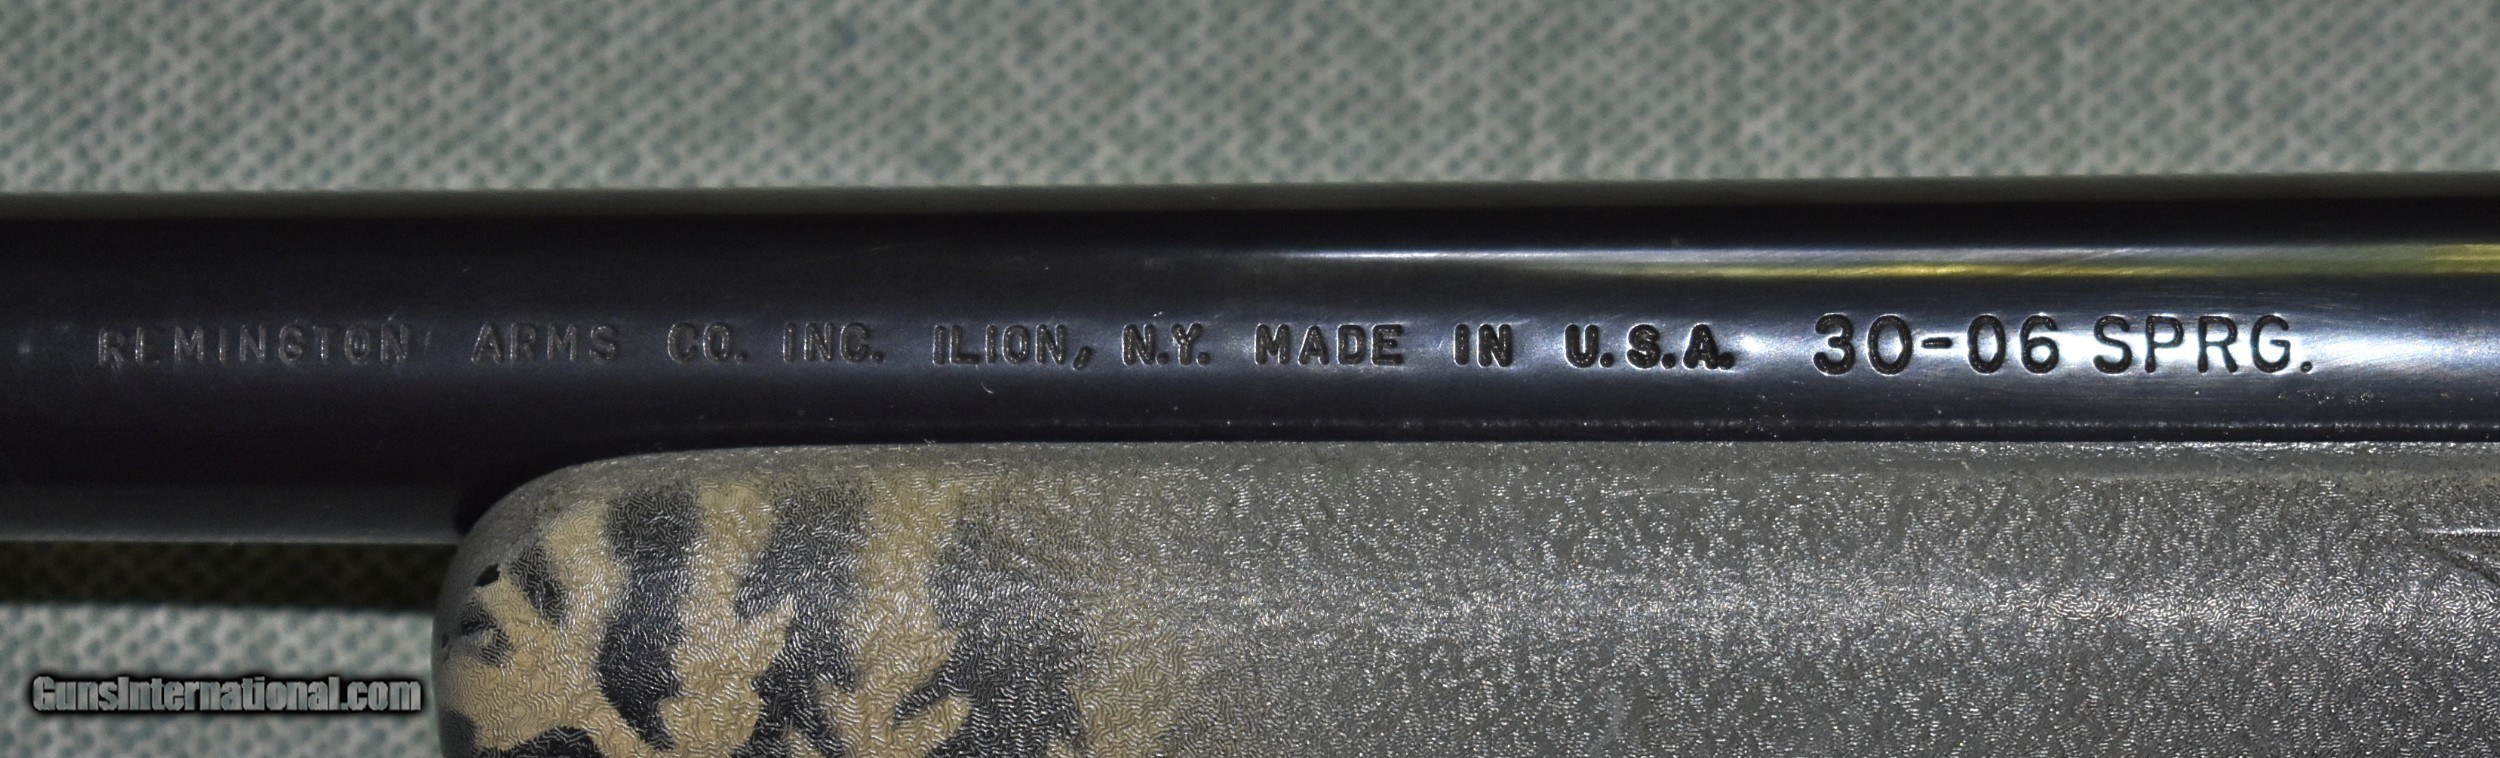 REMINGTON ARMS CO. INC. ILION, N.Y. MADE IN U.S.A. 30-06 SPRG.
GunsInternational.com